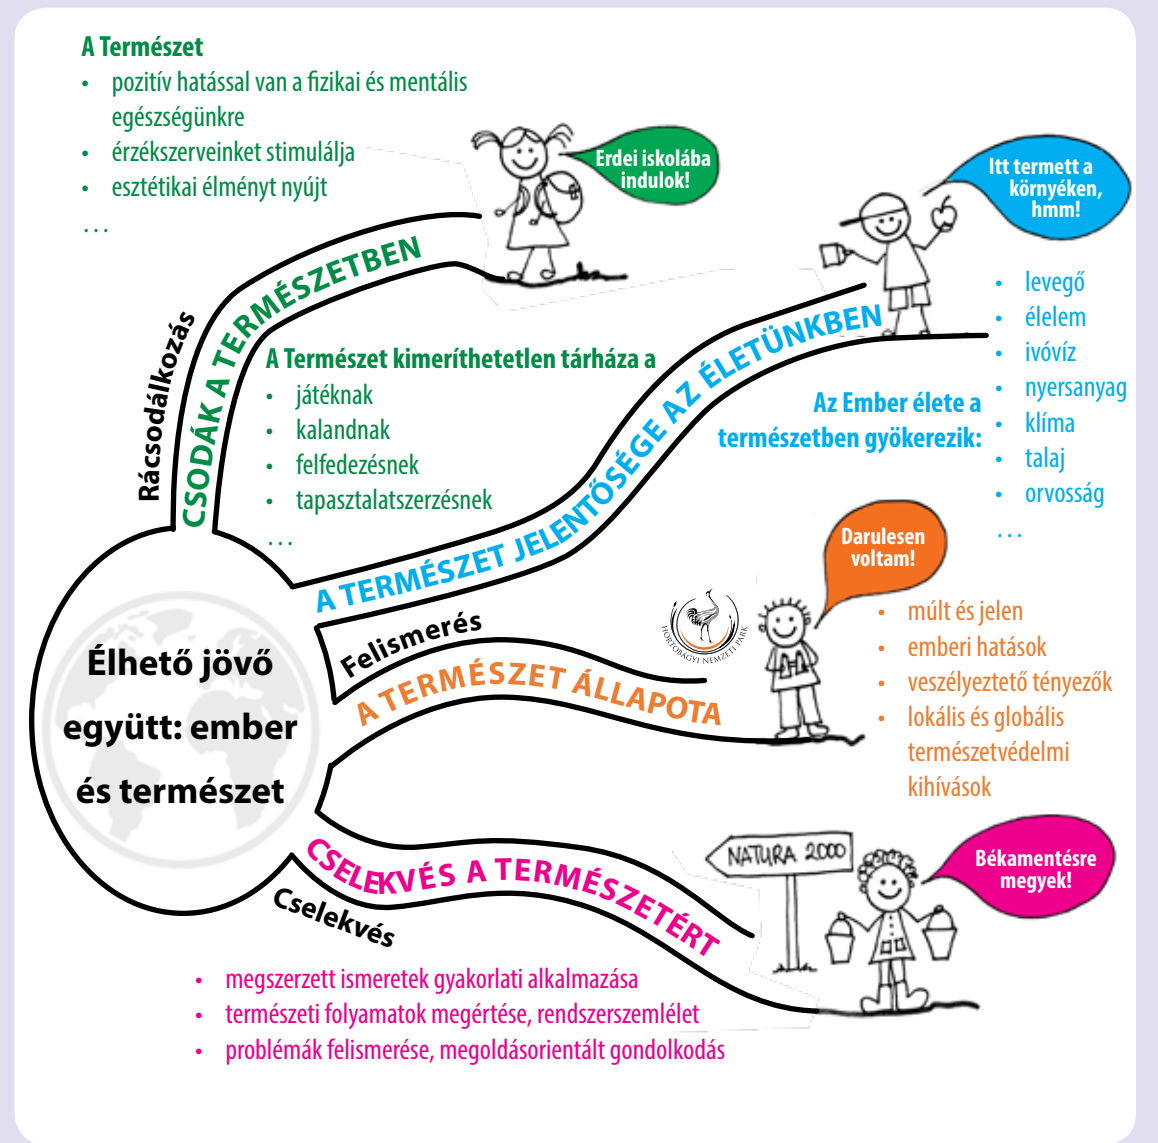 A Természet
• pozitív hatással van a fizikai és mentális
egészségünkre
• érzékszerveinket stimulálja
• esztétikai élményt nyújt
...
Erdei iskolába
indulok!
Itt termett a
környéken,
hmm!
Rácsodálkozás
CSODÁK A TERMÉSZETBEN
A Természet kimeríthetetlen tárháza a
• játéknak
• kalandnak
• felfedezésnek
• tapasztalatszerzésnek
...
A TERMÉSZET JELENTŐSÉGE AZ ÉLETÜNKBEN
Az Ember élete a
természetben gyökerezik:
• levegő
• élelem
• ivóvíz
• nyersanyag
• klíma
• talaj
• orvosság
...
Élhető jövő
együtt: ember
és természet
Felismerés
A TERMÉSZET ÁLLAPOTA
HORTOBÁGYI NEMZETI PARK
Darulesen
voltam!
• múlt és jelen
• emberi hatások
• veszélyeztető tényezők
• lokális és globális
természetvédelmi
kihívások
CSELEKVÉS A TERMÉSZETÉRT
Cselekvés
NATURA 2000
Békamentésre
megyek!
• megszerzett ismeretek gyakorlati alkalmazása
• természeti folyamatok megértése, rendszerszemlélet
• problémák felismerése, megoldásorientált gondolkodás